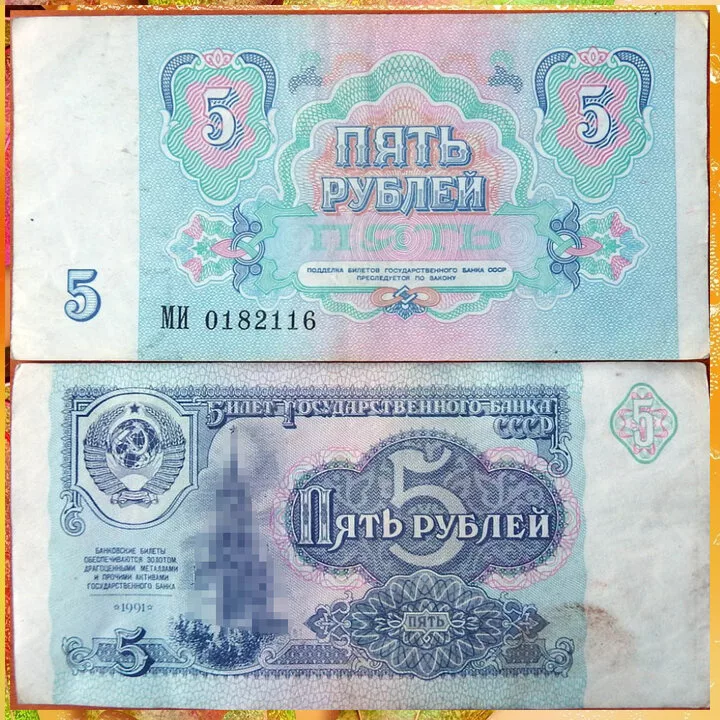 5
5
ПЯТЬ
РУБЛЕЙ
ПЯТЬ
ПОДДЕЛКА БИЛЕТОВ ГОСУДАРСТВЕННОГО БАНКА СССР
ПРЕСЛЕДУЕТСЯ ПО ЗАКОНУ
5
МИ 0182116
БИЛЕТ ГОСУДАРСТВЕННОГО БАНКА
СССР
5
5
ПЯТЬ РУБЛЕЙ
БАНКОВСКИЕ БИЛЕТЫ
ОБЕСПЕЧИВАЮТСЯ ЗОЛОТОМ,
ДРАГОЦЕННЫМИ МЕТАЛЛАМИ
И ПРОЧИМИ АКТИВАМИ
ГОСУДАРСТВЕННОГО БАНКА
1991
ПЯТЬ
5